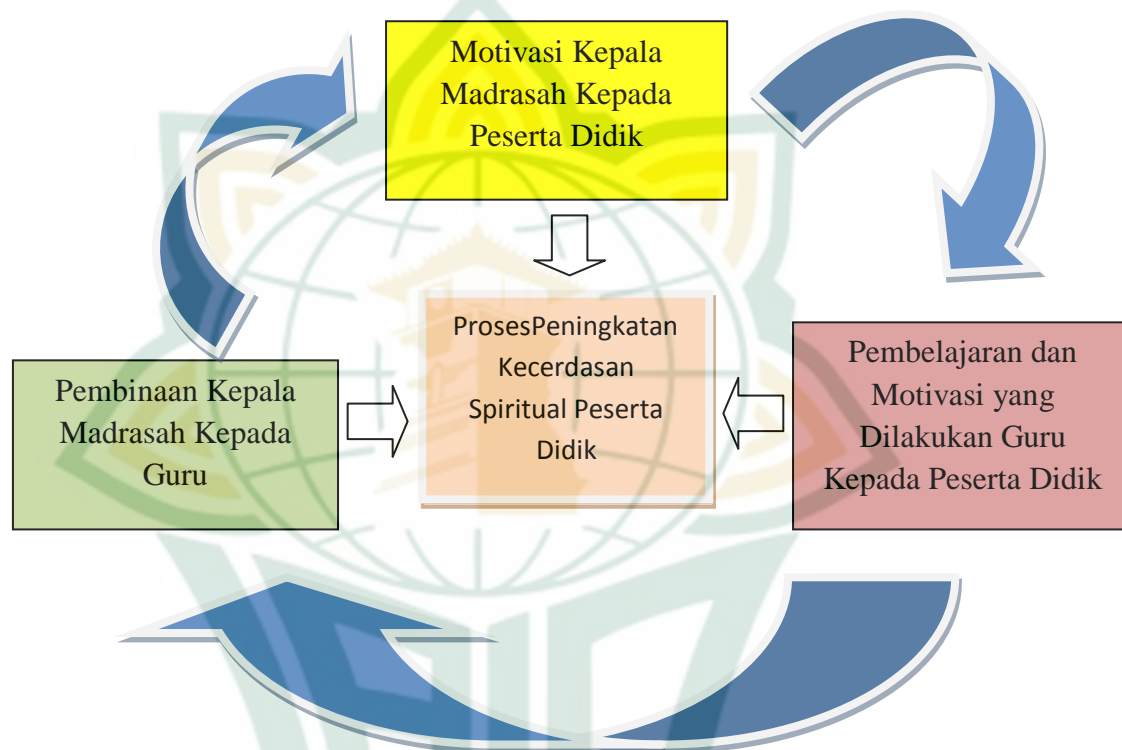 Motivasi Kepala
Madrasah Kepada
Peserta Didik
ProsesPeningkatan
Kecerdasan
Spiritual Peserta
Didik
Pembinaan Kepala
Madrasah Kepada
Guru
Pembelajaran dan
Motivasi yang
Dilakukan Guru
Kepada Peserta Didik